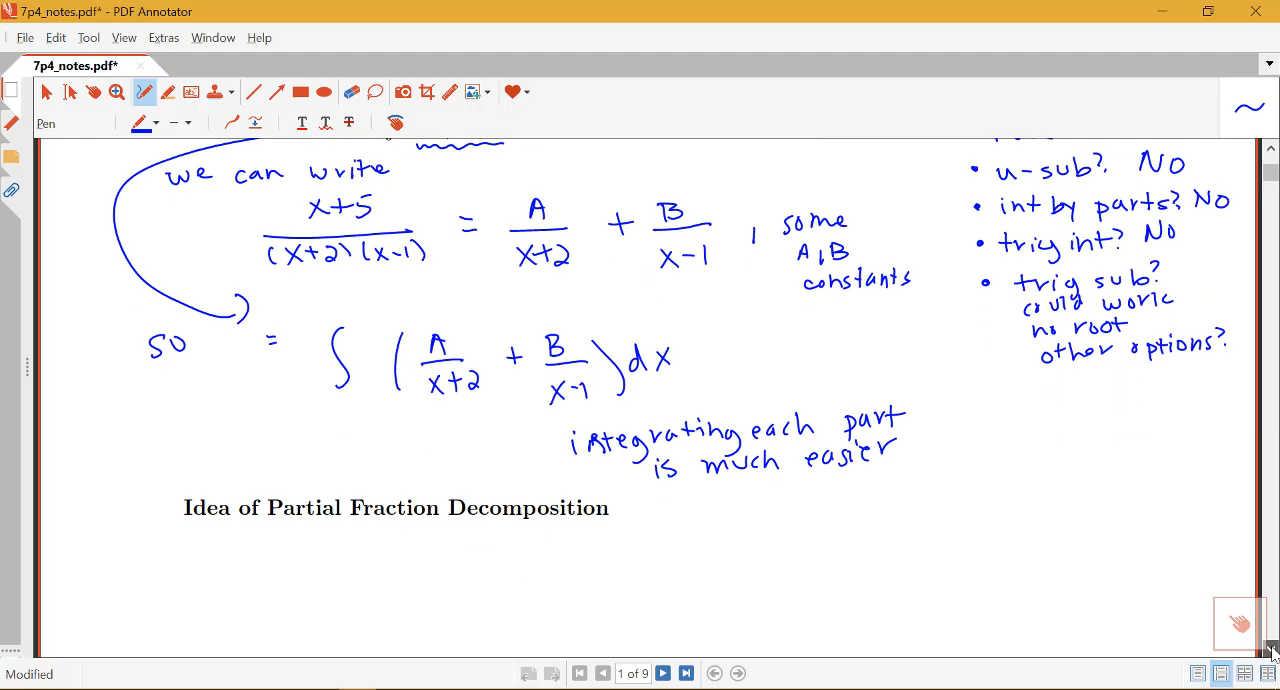 7p4_notes.pdf* - PDF Annotator
File Edit Tool View Extras Window Help
7p4_notes.pdf*
Pen
we can write
x+5 / (x+2)(x-1) = A / x+2 + B / x-1 , some A,B constants
• u-sub? No
• int by parts? No
• trig int? No
• trig sub?
could work
no root
other options?
so = ∫ ( A / x+2 + B / x-1 ) dx
integrating each part
is much easier
Idea of Partial Fraction Decomposition
1 of 9
Modified